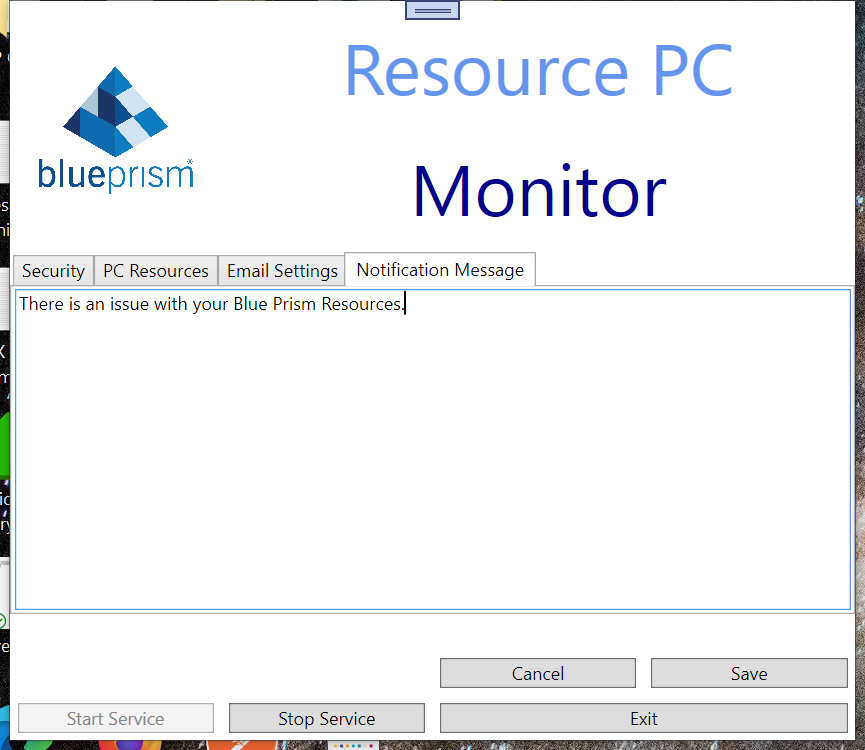 Resource PC
blueprism
Monitor
Security PC Resources Email Settings Notification Message
There is an issue with your Blue Prism Resources.
Cancel Save
Start Service Stop Service Exit